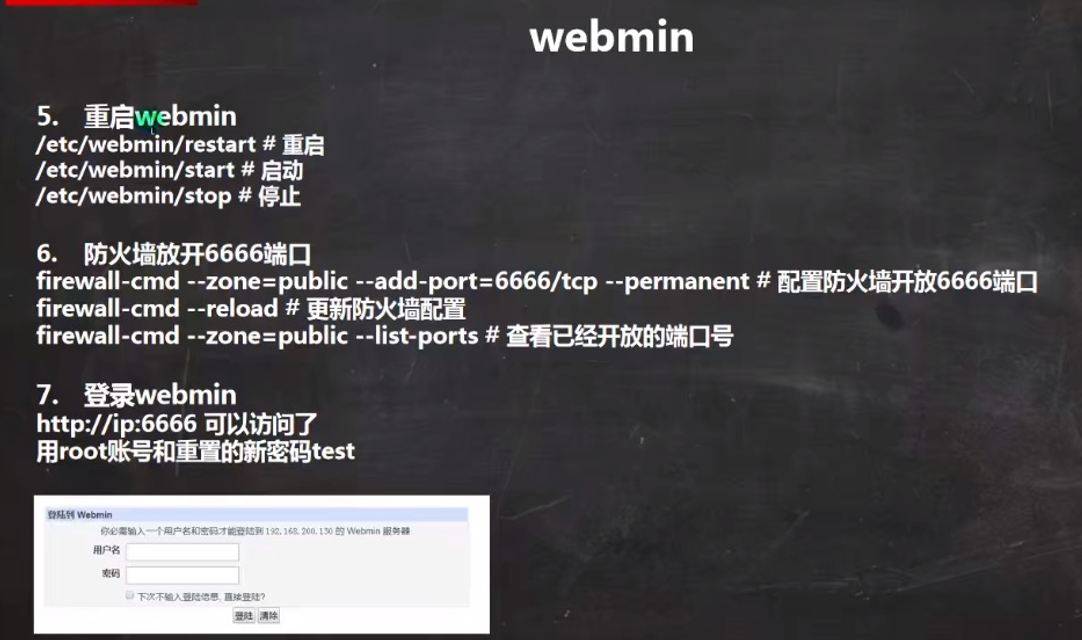 webmin
5. 重启webmin
/etc/webmin/restart # 重启
/etc/webmin/start # 启动
/etc/webmin/stop # 停止
6. 防火墙放开6666端口
firewall-cmd --zone=public --add-port=6666/tcp --permanent # 配置防火墙开放6666端口
firewall-cmd --reload # 更新防火墙配置
firewall-cmd --zone=public --list-ports # 查看已经开放的端口号
7. 登录webmin
http://ip:6666 可以访问了
用root账号和重置的新密码test
登陆到 Webmin
你必需输入一个用户名和密码才能登陆到 192.168.200.130 的 Webmin 服务器
用户名
密码
下次不输入登陆信息, 直续登陆?
登陆 清除